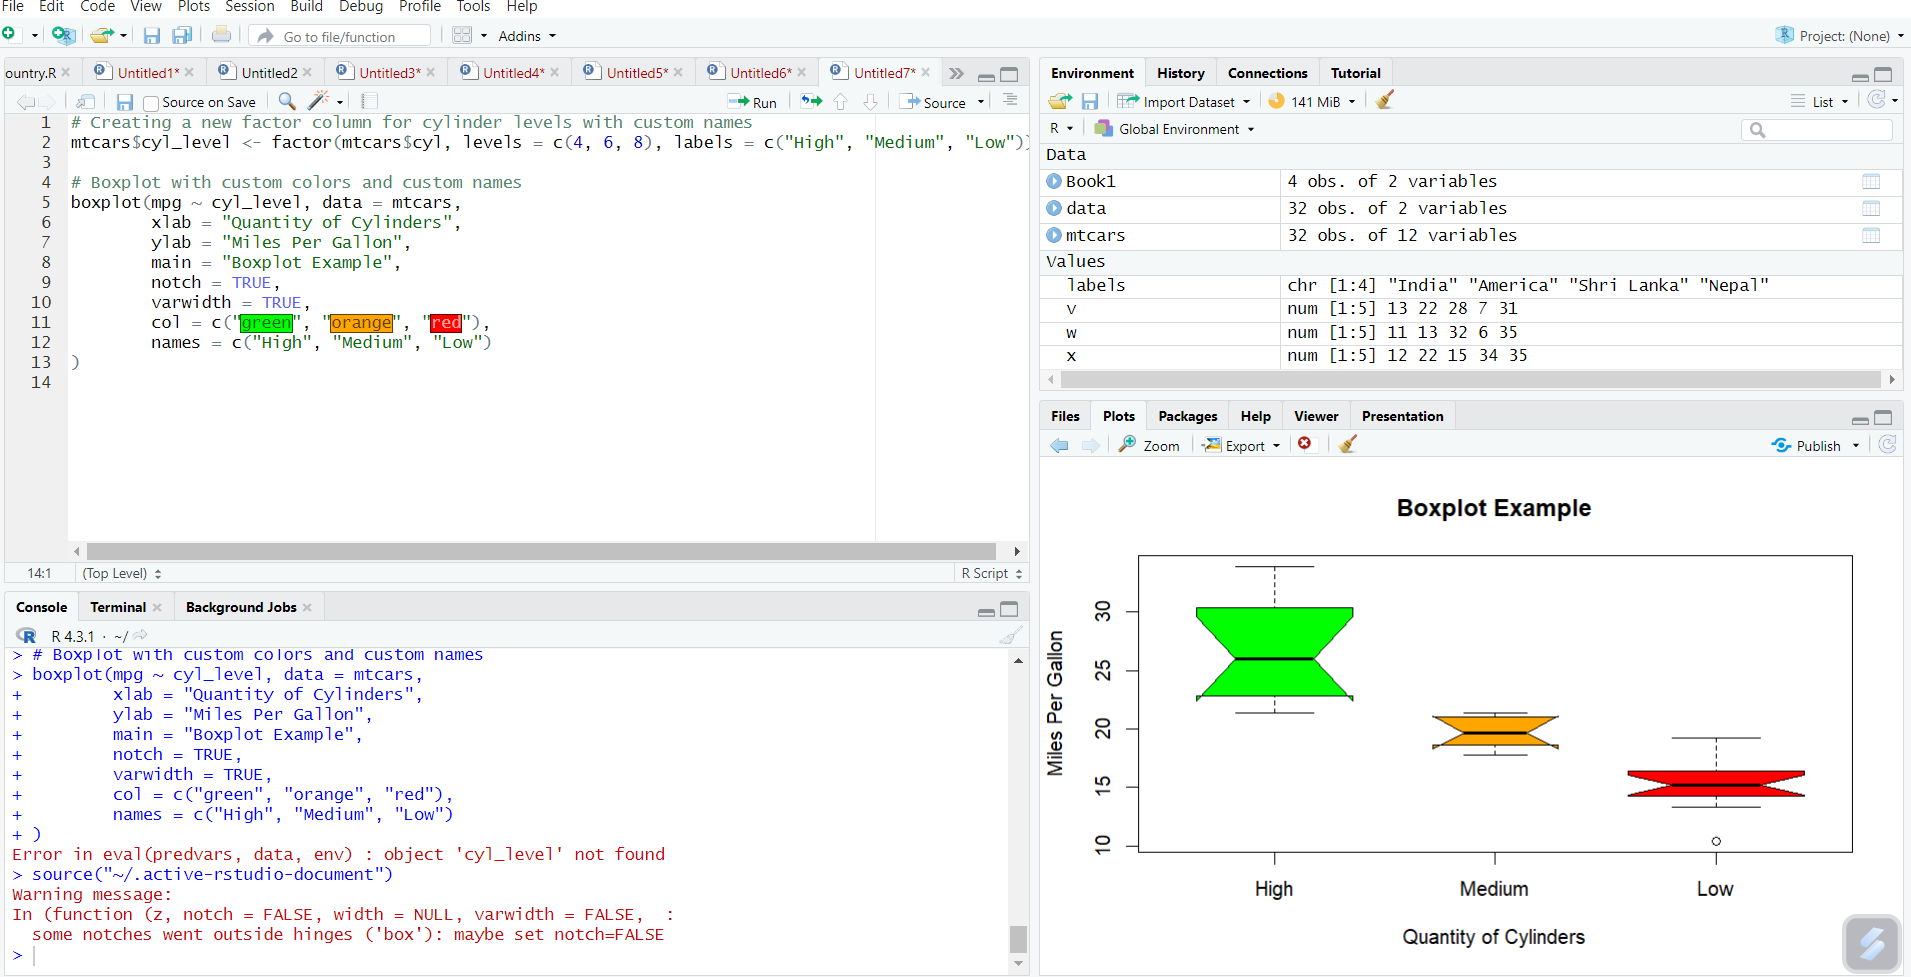 File Edit Code View Plots Session Build Debug Profile Tools Help
Go to file/function Addins Project: (None)
ountry.R Untitled1* Untitled2 Untitled3* Untitled4* Untitled5* Untitled6* Untitled7*
Source on Save Run Source
1 # Creating a new factor column for cylinder levels with custom names
2 mtcars$cyl_level <- factor(mtcars$cyl, levels = c(4, 6, 8), labels = c("High", "Medium", "Low"))
3
4 # Boxplot with custom colors and custom names
5 boxplot(mpg ~ cyl_level, data = mtcars,
6 xlab = "Quantity of Cylinders",
7 ylab = "Miles Per Gallon",
8 main = "Boxplot Example",
9 notch = TRUE,
10 varwidth = TRUE,
11 col = c("green", "orange", "red"),
12 names = c("High", "Medium", "Low")
13 )
14
14:1 (Top Level) R Script
Console Terminal Background Jobs
R R 4.3.1 · ~/
> # Boxplot with custom colors and custom names
> boxplot(mpg ~ cyl_level, data = mtcars,
+ xlab = "Quantity of Cylinders",
+ ylab = "Miles Per Gallon",
+ main = "Boxplot Example",
+ notch = TRUE,
+ varwidth = TRUE,
+ col = c("green", "orange", "red"),
+ names = c("High", "Medium", "Low")
+ )
Error in eval(predvars, data, env) : object 'cyl_level' not found
> source("~/.active-rstudio-document")
Warning message:
In (function (z, notch = FALSE, width = NULL, varwidth = FALSE, :
some notches went outside hinges ('box'): maybe set notch=FALSE
>
Environment History Connections Tutorial
Import Dataset 141 MiB List
R Global Environment
Data
Book1 4 obs. of 2 variables
data 32 obs. of 2 variables
mtcars 32 obs. of 12 variables
Values
labels chr [1:4] "India" "America" "Shri Lanka" "Nepal"
v num [1:5] 13 22 28 7 31
w num [1:5] 11 13 32 6 35
x num [1:5] 12 22 15 34 35
Files Plots Packages Help Viewer Presentation
Zoom Export Publish
Boxplot Example
Miles Per Gallon
30
25
20
15
10
High Medium Low
Quantity of Cylinders